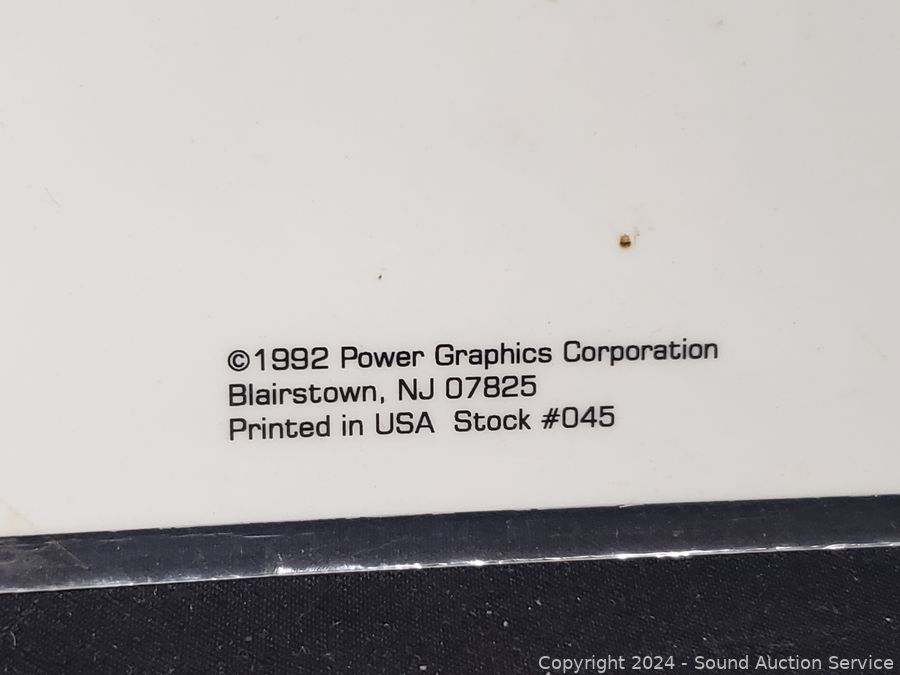 ©1992 Power Graphics Corporation
Blairstown, NJ 07825
Printed in USA  Stock #045
Copyright 2024 - Sound Auction Service